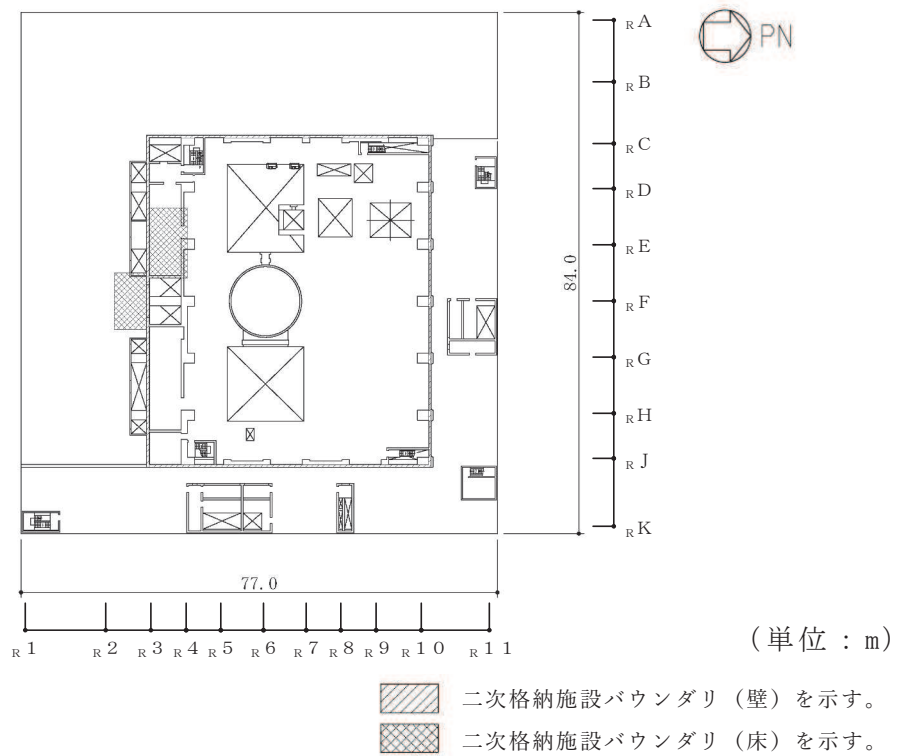 RA
PN
RB
RC
RD
RE
84.0
RF
RG
RH
RJ
RK
77.0
R1 R2 R3 R4 R5 R6 R7 R8 R9 R10 R11
(単位:m)
二次格納施設バウンダリ(壁)を示す。
二次格納施設バウンダリ(床)を示す。